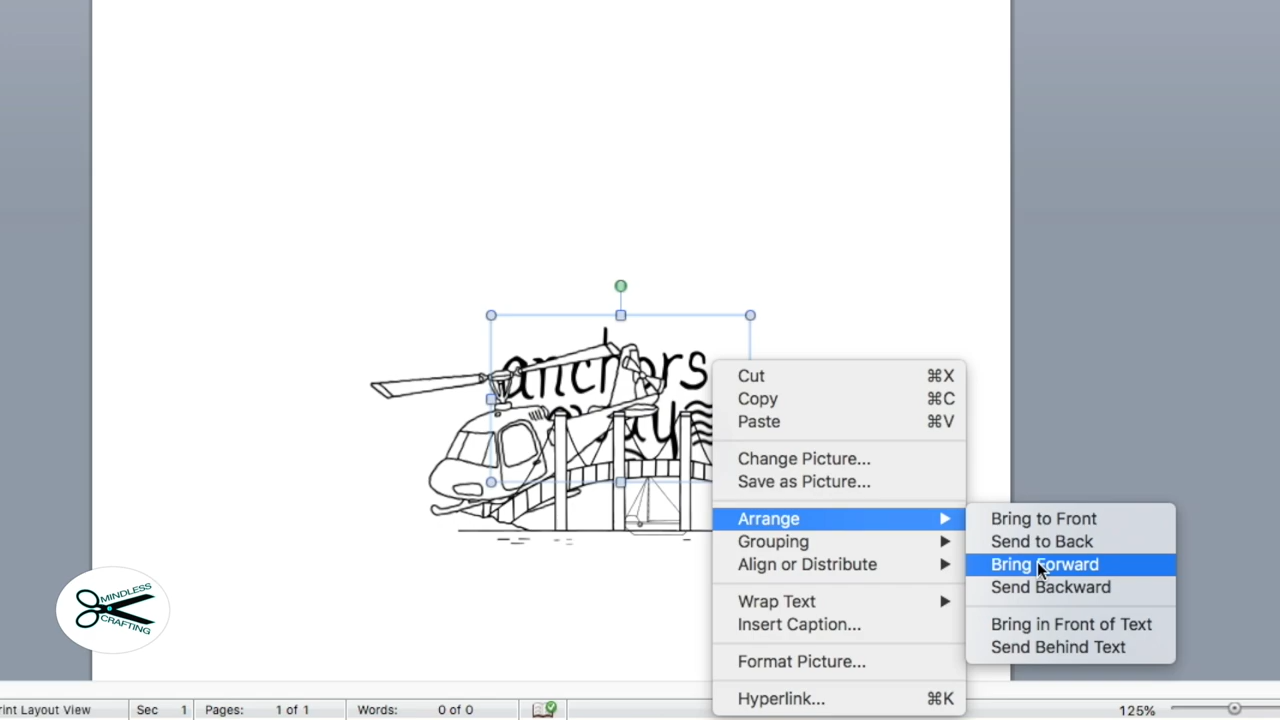 anchors
away
Cut ⌘X
Copy ⌘C
Paste ⌘V
Change Picture...
Save as Picture...
Arrange
Grouping
Align or Distribute
Wrap Text
Insert Caption...
Format Picture...
Hyperlink... ⌘K
Bring to Front
Send to Back
Bring Forward
Send Backward
Bring in Front of Text
Send Behind Text
MINDLESS
CRAFTING
rint Layout View Sec 1 Pages: 1 of 1 Words: 0 of 0 125%